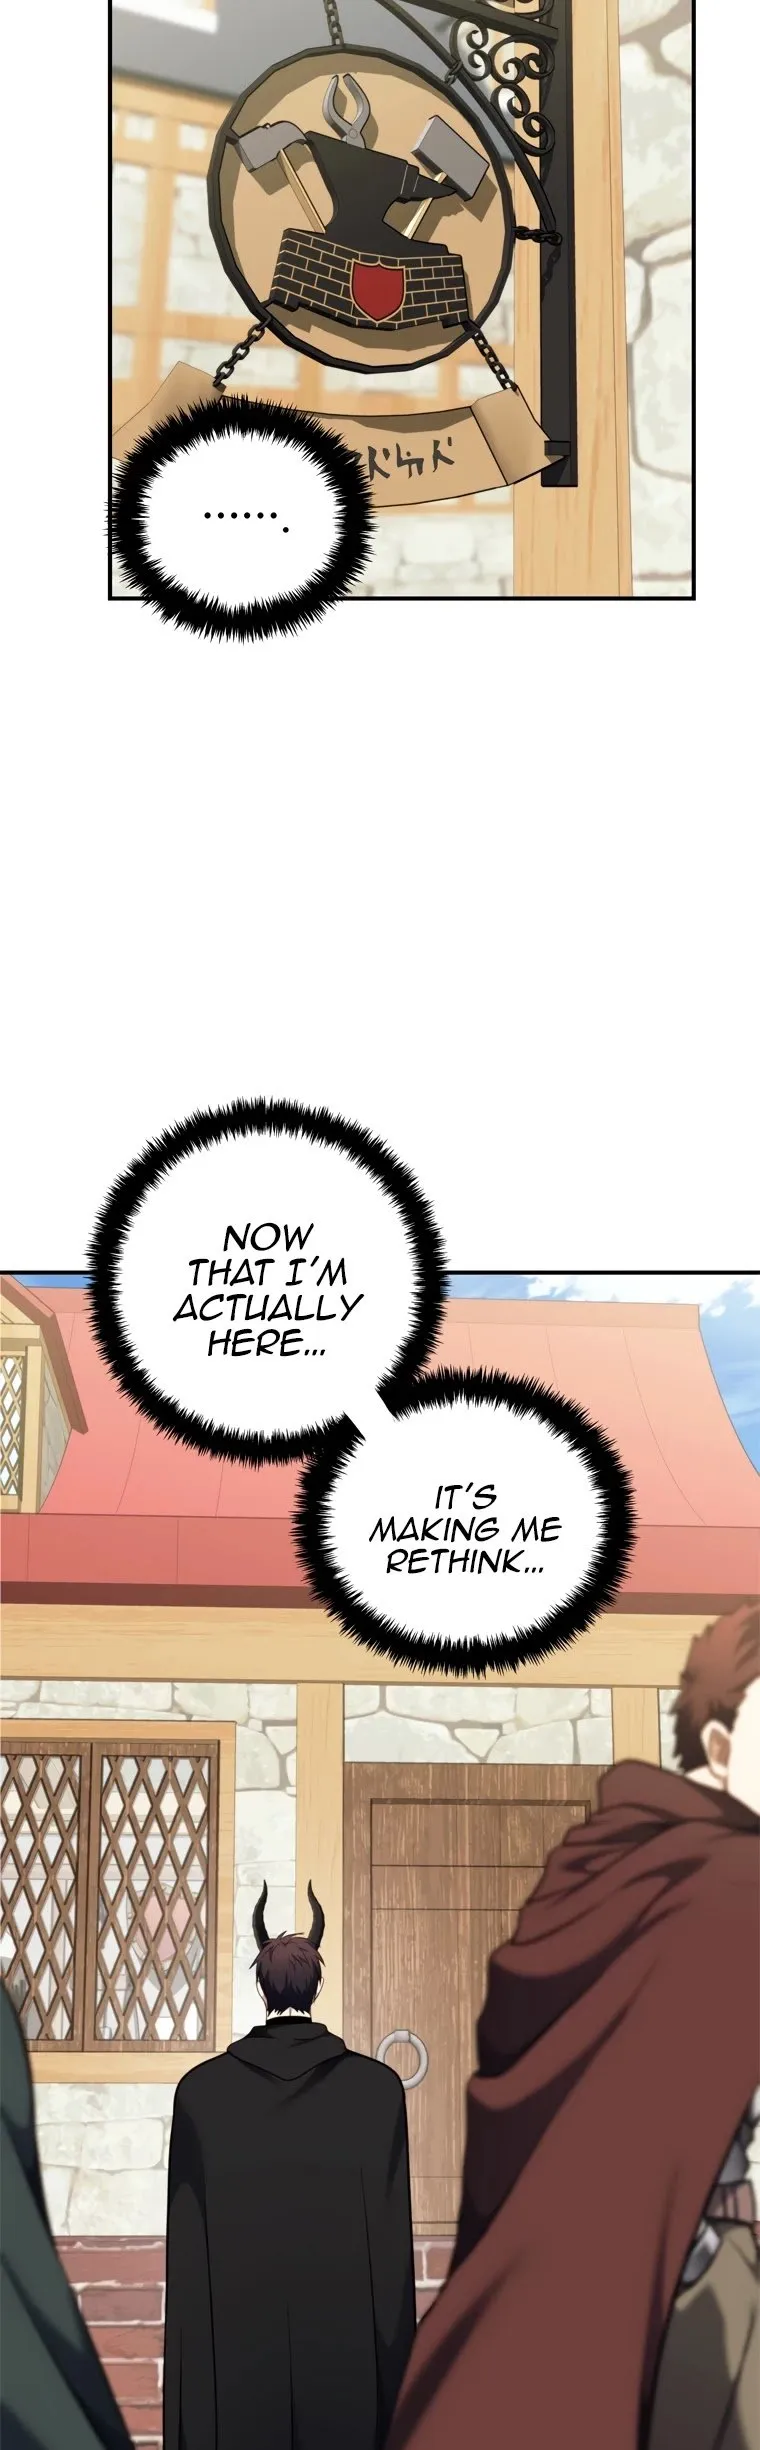 .......
NOW
THAT I'M
ACTUALLY
HERE...
IT'S
MAKING ME
RETHINK...